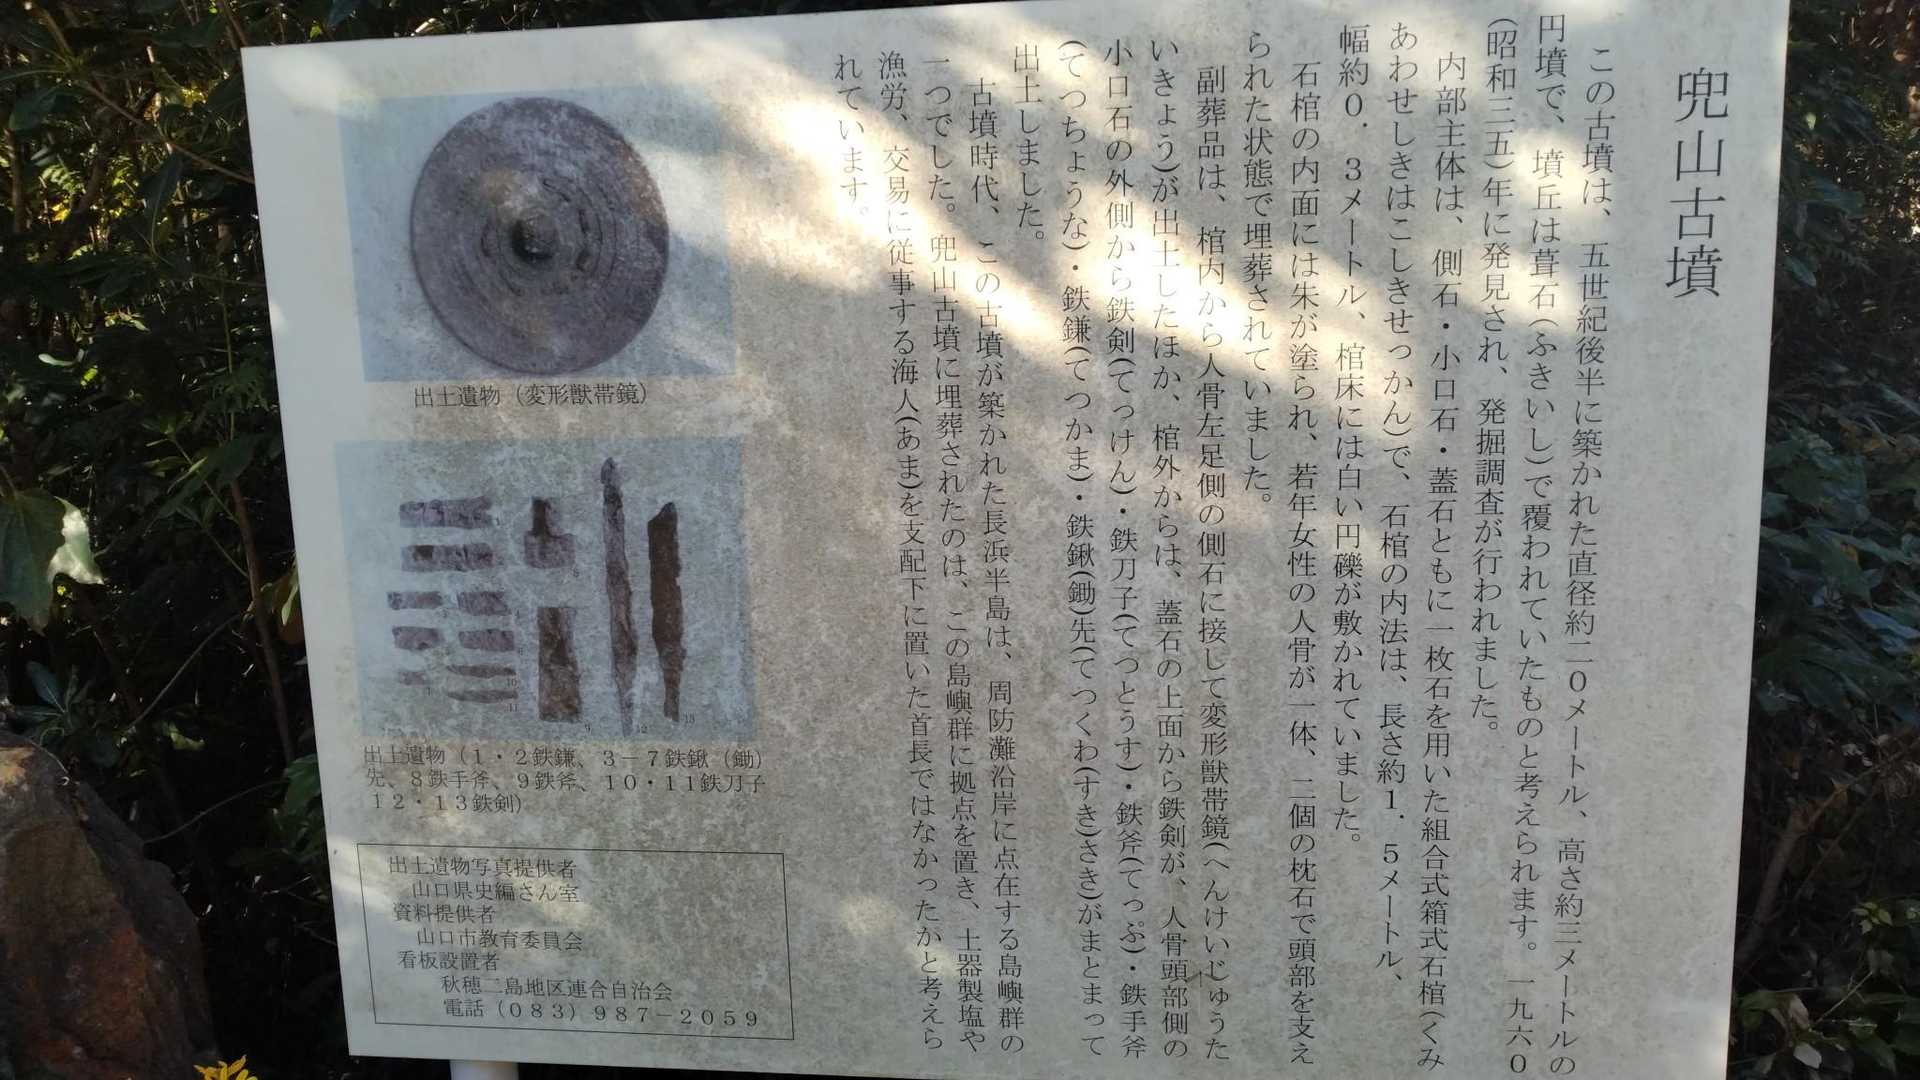 兜山古墳
この古墳は、五世紀後半に築かれた直径約二０メートル、高さ約三メートルの
円墳で、墳丘は葺石(ふきいし)で覆われていたものと考えられます。一九六０
(昭和三五)年に発見され、発掘調査が行われました。
内部主体は、側石・小口石・蓋石ともに一枚石を用いた組合式箱式石棺(くみ
あわせしきはこしきせっかん)で、石棺の内法は、長さ約１．５メートル、
幅約０．３メートル、棺床には白い円礫が敷かれていました。
石棺の内面には朱が塗られ、若年女性の人骨が一体、二個の枕石で頭部を支え
られた状態で埋葬されていました。
副葬品は、棺内から人骨左足側の側石に接して変形獣帯鏡(へんけいじゅうた
いきょう)が出土したほか、棺外からは、蓋石の上面から鉄剣が、人骨頭部側の
小口石の外側から鉄剣(てっけん)・鉄刀子(てつとうす)・鉄斧(てっぷ)・鉄手斧
(てつちょうな)・鉄鎌(てつかま)・鉄鍬(鋤)先(てつくわ(すき)さき)がまとまって
出土しました。
古墳時代、この古墳が築かれた長浜半島は、周防灘沿岸に点在する島嶼群の
一つでした。兜山古墳に埋葬されたのは、この島嶼群に拠点を置き、土器製塩や
漁労、交易に従事する海人(あま)を支配下に置いた首長ではなかったかと考えら
れています。
出土遺物（変形獣帯鏡）
出土遺物（１・２鉄鎌、３－７鉄鍬（鋤）
先、８鉄手斧、９鉄斧、１０・１１鉄刀子
１２・１３鉄剣）
出土遺物写真提供者
山口県史編さん室
資料提供者
山口市教育委員会
看板設置者
秋穂二島地区連合自治会
電話（０８３）９８７－２０５９